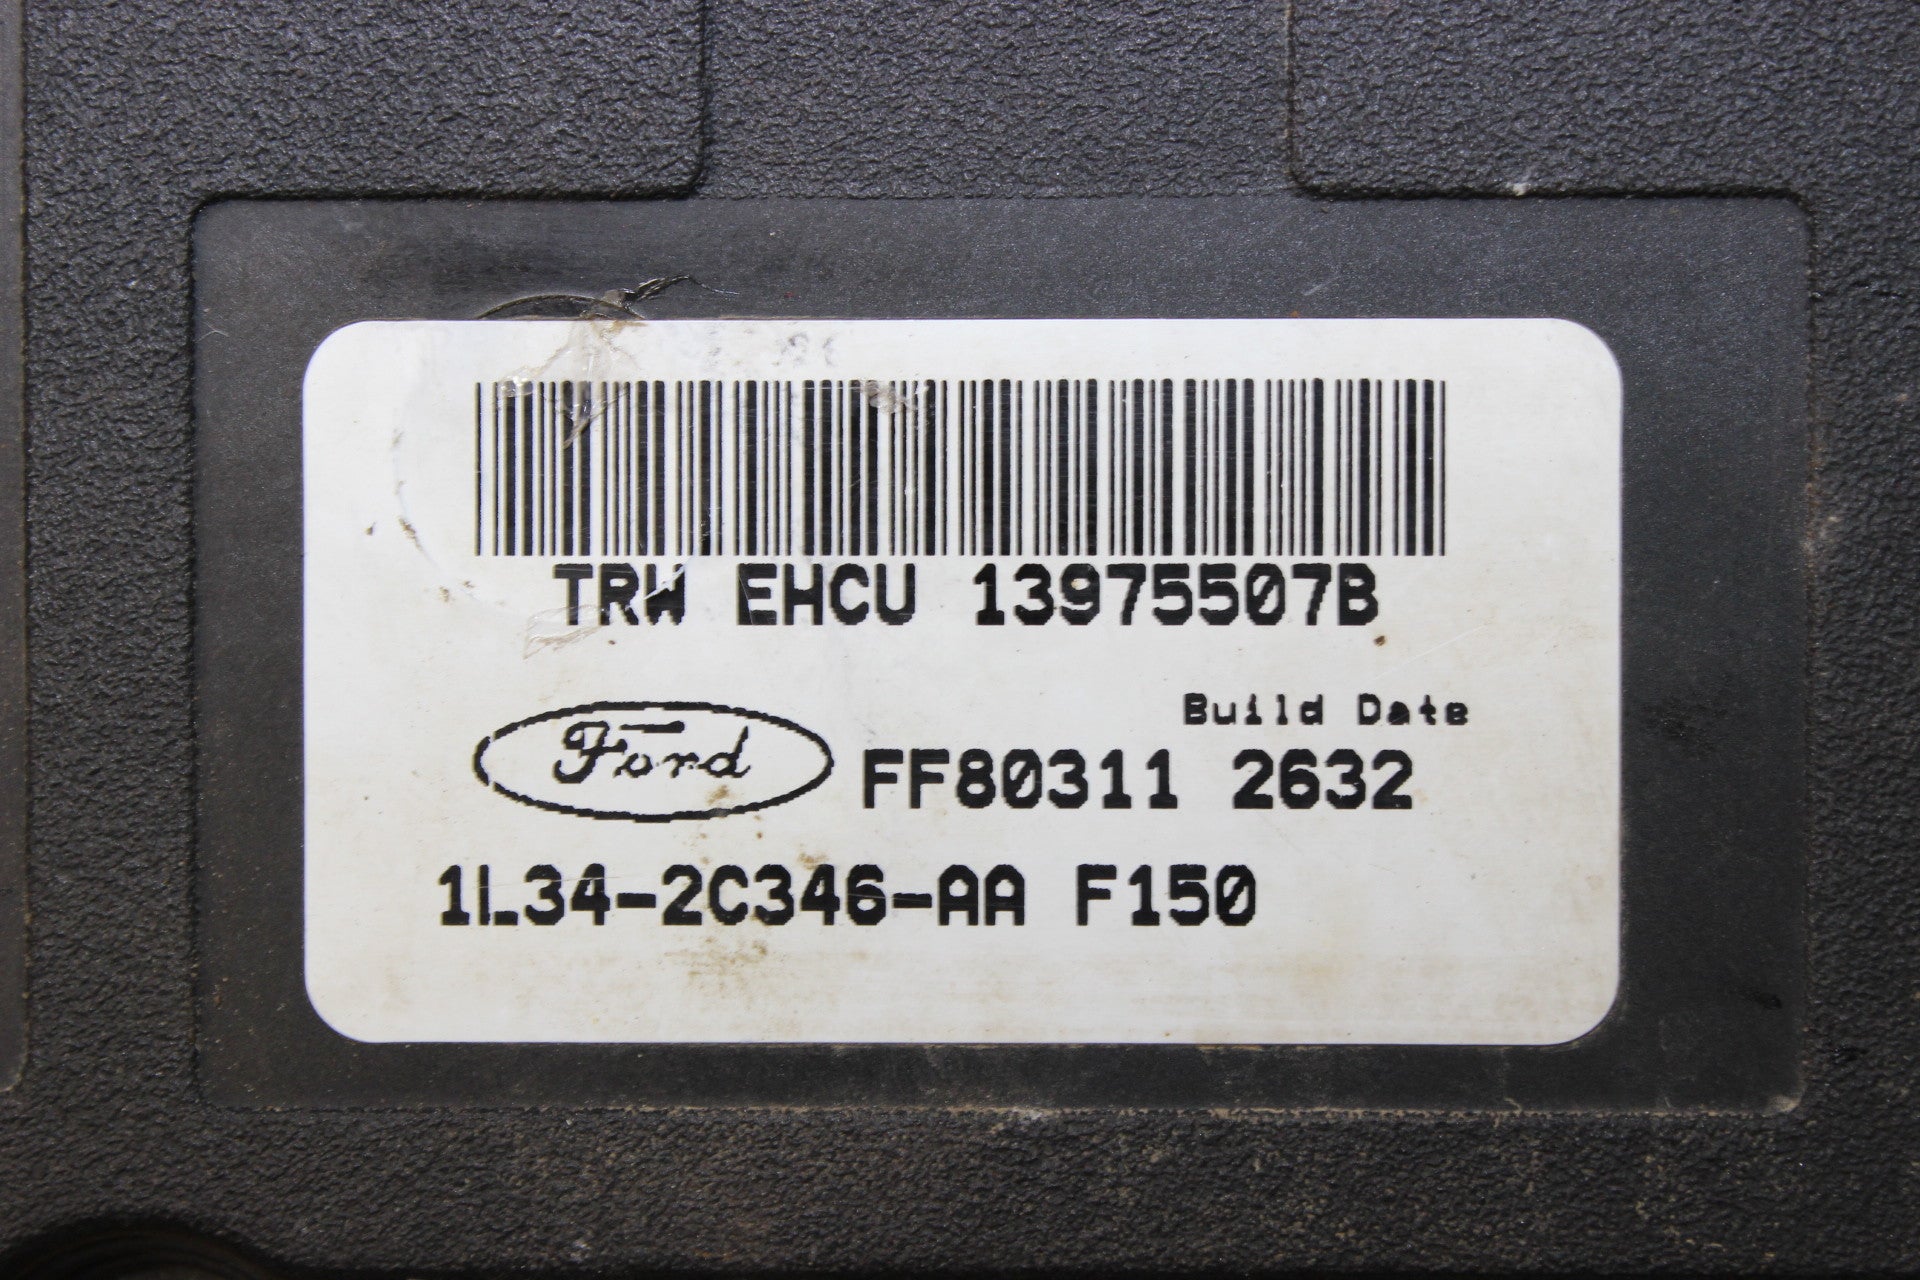 TRW EHCU 13975507B
Build Date
Ford FF80311 2632
1L34-2C346-AA F150